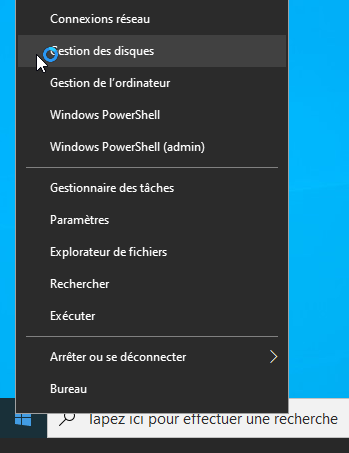 Connexions réseau
Gestion des disques
Gestion de l’ordinateur
Windows PowerShell
Windows PowerShell (admin)
Gestionnaire des tâches
Paramètres
Explorateur de fichiers
Rechercher
Exécuter
Arrêter ou se déconnecter
Bureau
Tapez ici pour effectuer une recherche